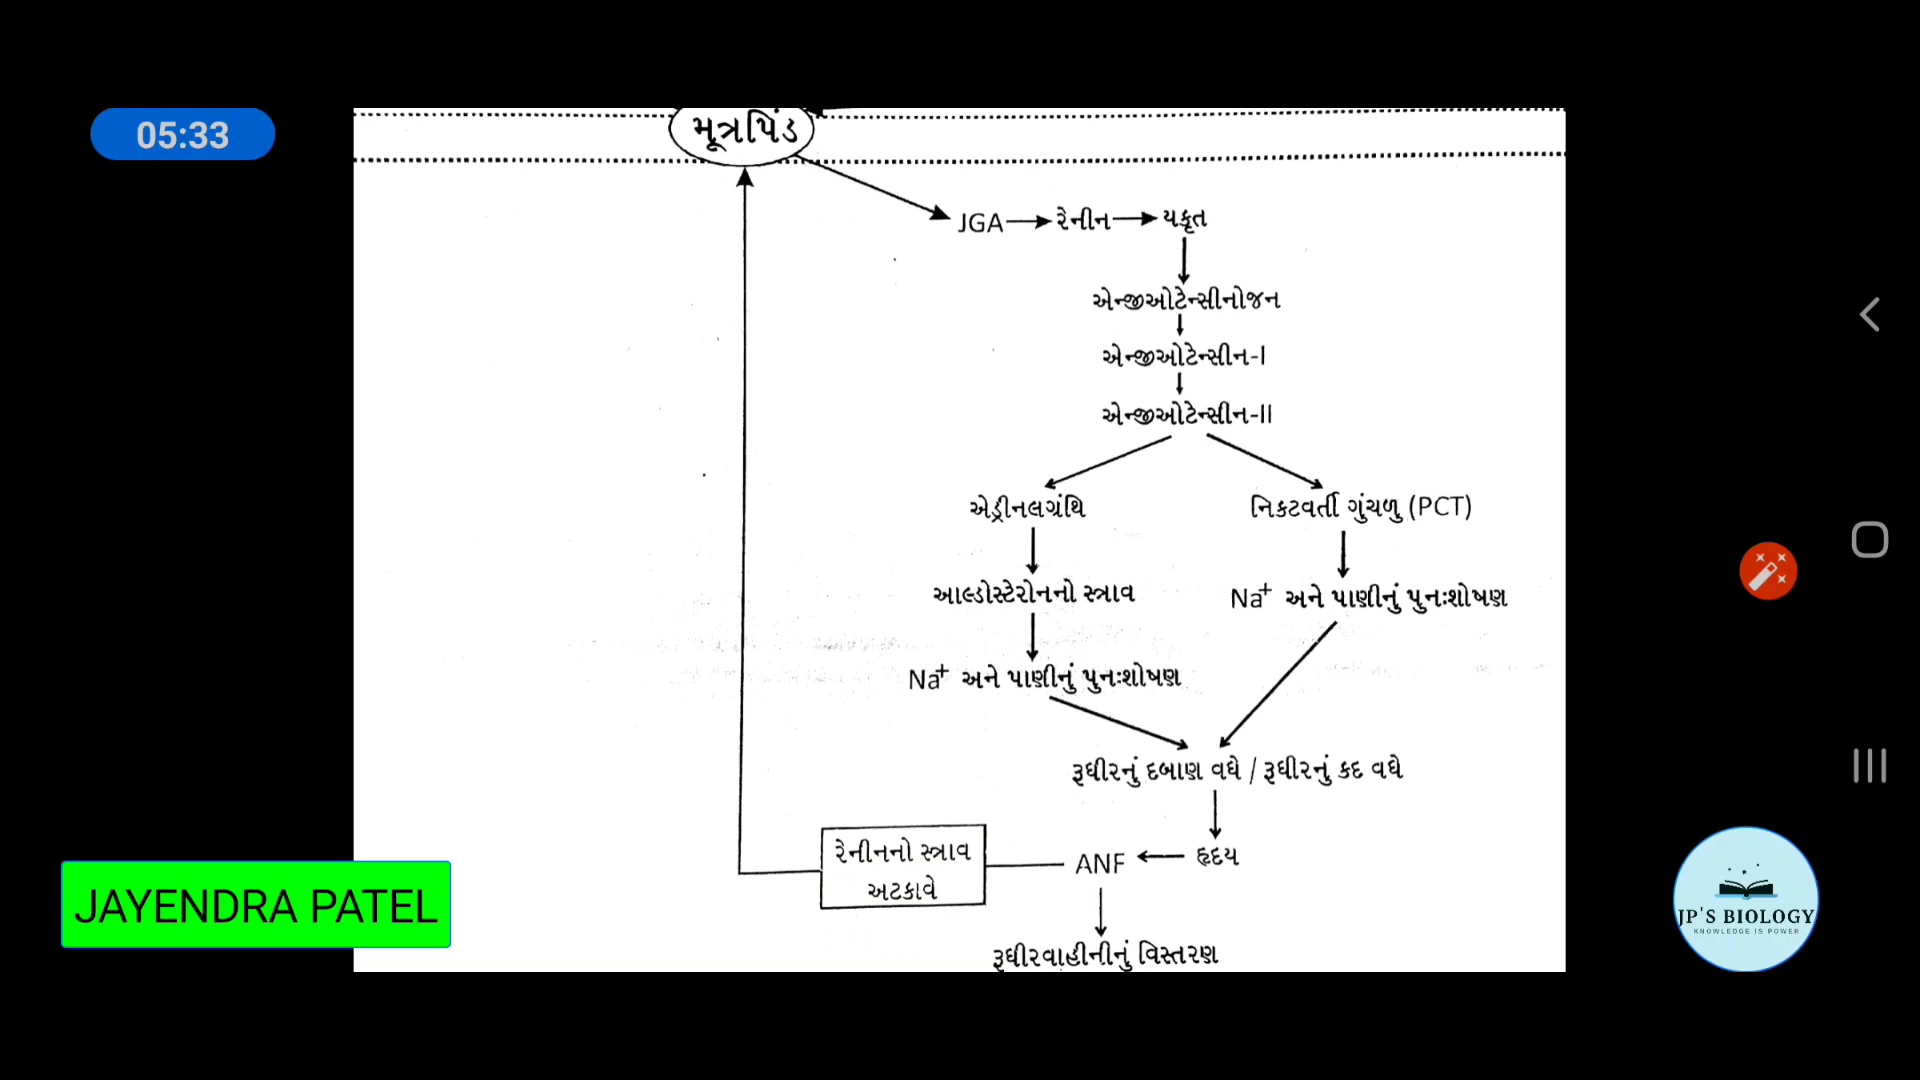 05:33
મૂત્રપિંડ
JGA રેનીન યકૃત
એન્જીઓટેન્સીનોજન
એન્જીઓટેન્સીન-I
એન્જીઓટેન્સીન-II
એડ્રીનલગ્રંથિ
નિકટવર્તી ગુંચળુ (PCT)
આલ્ડોસ્ટેરોનનો સ્ત્રાવ
Na+ અને પાણીનું પુનઃશોષણ
Na+ અને પાણીનું પુનઃશોષણ
રૂધીરનું દબાણ વધે / રૂધીરનું કદ વધે
હૃદય
ANF
રેનીનનો સ્ત્રાવ
અટકાવે
રૂધીરવાહીનીનું વિસ્તરણ
JAYENDRA PATEL
JP'S BIOLOGY
KNOWLEDGE IS POWER